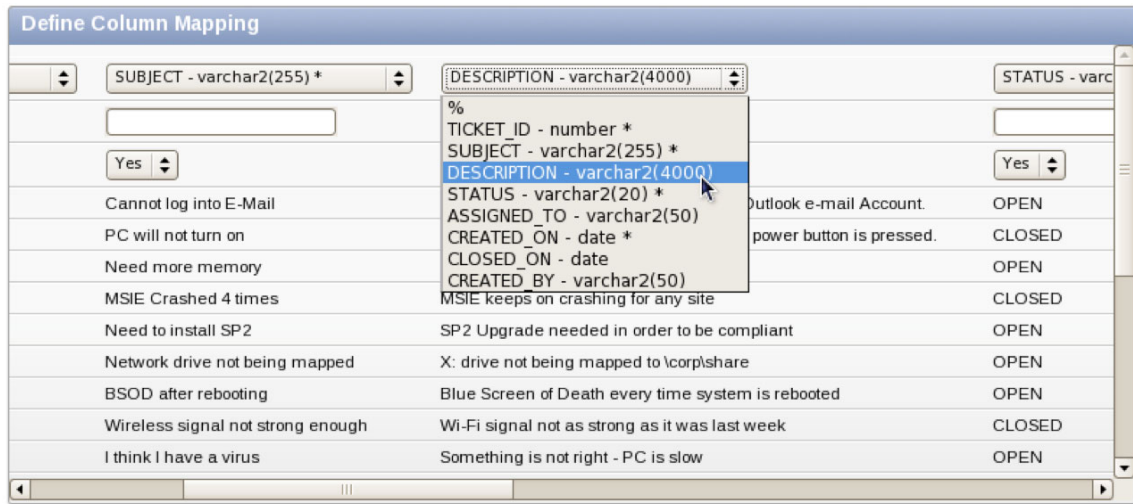 Define Column Mapping
SUBJECT - varchar2(255) * DESCRIPTION - varchar2(4000) STATUS - varc
%
TICKET_ID - number *
SUBJECT - varchar2(255) *
Yes DESCRIPTION - varchar2(4000) Yes
STATUS - varchar2(20) *
Cannot log into E-Mail Outlook e-mail Account. OPEN
ASSIGNED_TO - varchar2(50)
PC will not turn on CREATED_ON - date * power button is pressed. CLOSED
CLOSED_ON - date
Need more memory OPEN
CREATED_BY - varchar2(50)
MSIE Crashed 4 times MSIE keeps on crashing for any site CLOSED
Need to install SP2 SP2 Upgrade needed in order to be compliant OPEN
Network drive not being mapped X: drive not being mapped to \corp\share OPEN
BSOD after rebooting Blue Screen of Death every time system is rebooted OPEN
Wireless signal not strong enough Wi-Fi signal not as strong as it was last week CLOSED
I think I have a virus Something is not right - PC is slow OPEN